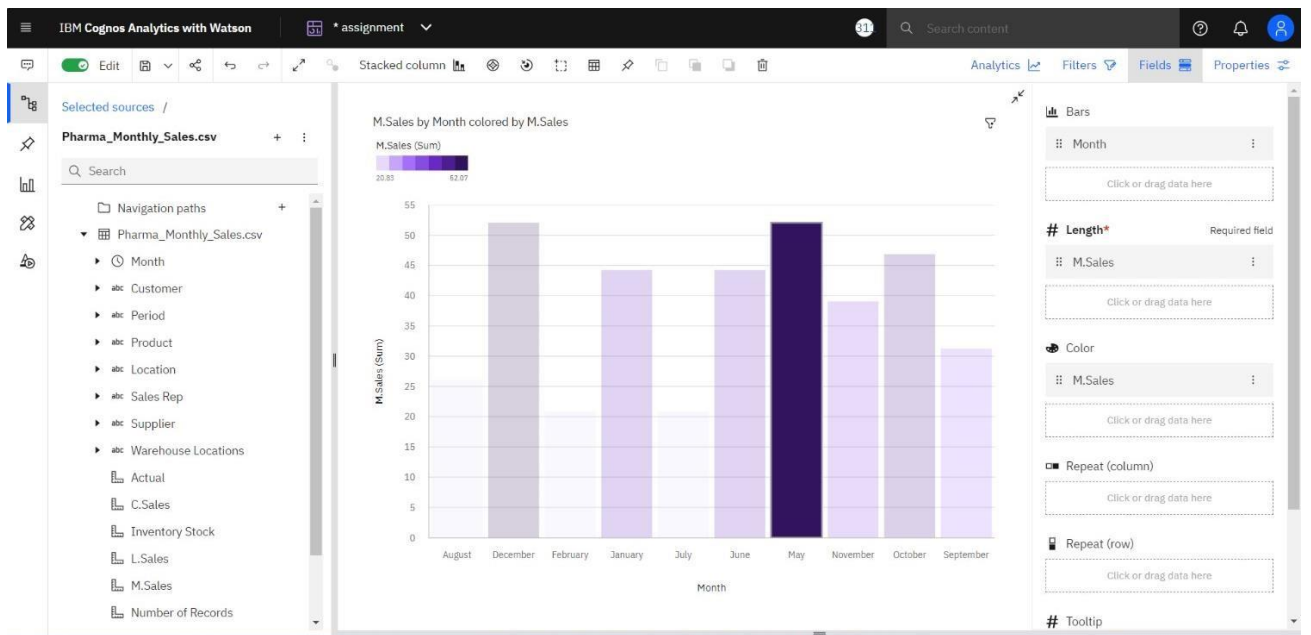 IBM Cognos Analytics with Watson
* assignment
Search content
Edit
Stacked column
Analytics
Filters
Fields
Properties
Selected sources /
Pharma_Monthly_Sales.csv
Search
Navigation paths
Pharma_Monthly_Sales.csv
Month
abc Customer
abc Period
abc Product
abc Location
abc Sales Rep
abc Supplier
abc Warehouse Locations
Actual
C.Sales
Inventory Stock
L.Sales
M.Sales
Number of Records
M.Sales by Month colored by M.Sales
M.Sales (Sum)
20.83 62.07
55
50
45
40
35
30
25
20
15
10
5
0
M.Sales (Sum)
August December February January July June May November October September
Month
Bars
Month
Click or drag data here
# Length* Required field
M.Sales
Click or drag data here
Color
M.Sales
Click or drag data here
Repeat (column)
Click or drag data here
Repeat (row)
Click or drag data here
# Tooltip